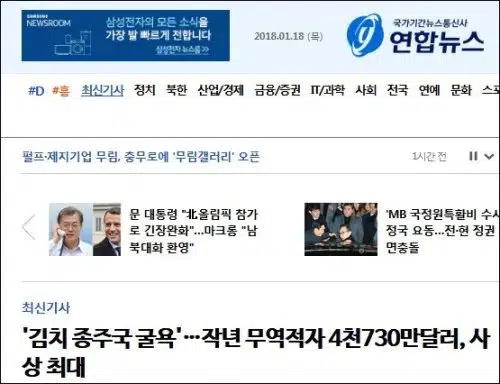 SAMSUNG
NEWSROOM
삼성전자의 모든 소식을
가장 발 빠르게 전합니다
삼성전자 뉴스룸
2018.01.18 (목)
국가기간뉴스통신사
연합뉴스
#D #홈 최신기사 정치 북한 산업/경제 금융/증권 IT/과학 사회 전국 연예 문화 스
펄프·제지기업 무림, 충무로에 '무림갤러리' 오픈
1시간 전
문 대통령 "北올림픽 참가
로 긴장완화"…마크롱 "남
북대화 환영"
'MB 국정원특활비 수사
정국 요동…전·현 정권
면충돌
최신기사
'김치 종주국 굴욕'…작년 무역적자 4천730만달러, 사
상 최대